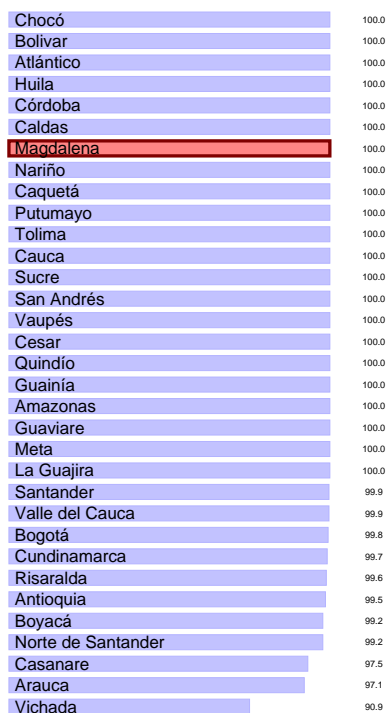 Chocó 100.0
Bolivar 100.0
Atlántico 100.0
Huila 100.0
Córdoba 100.0
Caldas 100.0
Magdalena 100.0
Nariño 100.0
Caquetá 100.0
Putumayo 100.0
Tolima 100.0
Cauca 100.0
Sucre 100.0
San Andrés 100.0
Vaupés 100.0
Cesar 100.0
Quindío 100.0
Guainía 100.0
Amazonas 100.0
Guaviare 100.0
Meta 100.0
La Guajira 100.0
Santander 99.9
Valle del Cauca 99.9
Bogotá 99.8
Cundinamarca 99.7
Risaralda 99.6
Antioquia 99.5
Boyacá 99.2
Norte de Santander 99.2
Casanare 97.5
Arauca 97.1
Vichada 90.9